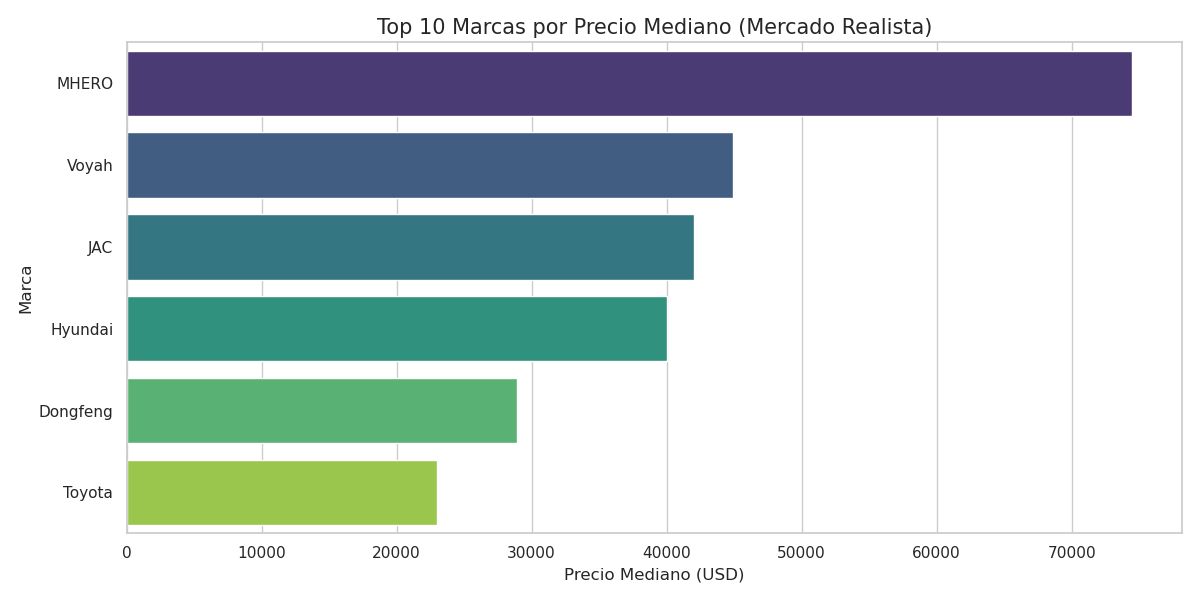 Top 10 Marcas por Precio Mediano (Mercado Realista)
MHERO
Voyah
JAC
Hyundai
Dongfeng
Toyota
Marca
0 10000 20000 30000 40000 50000 60000 70000
Precio Mediano (USD)